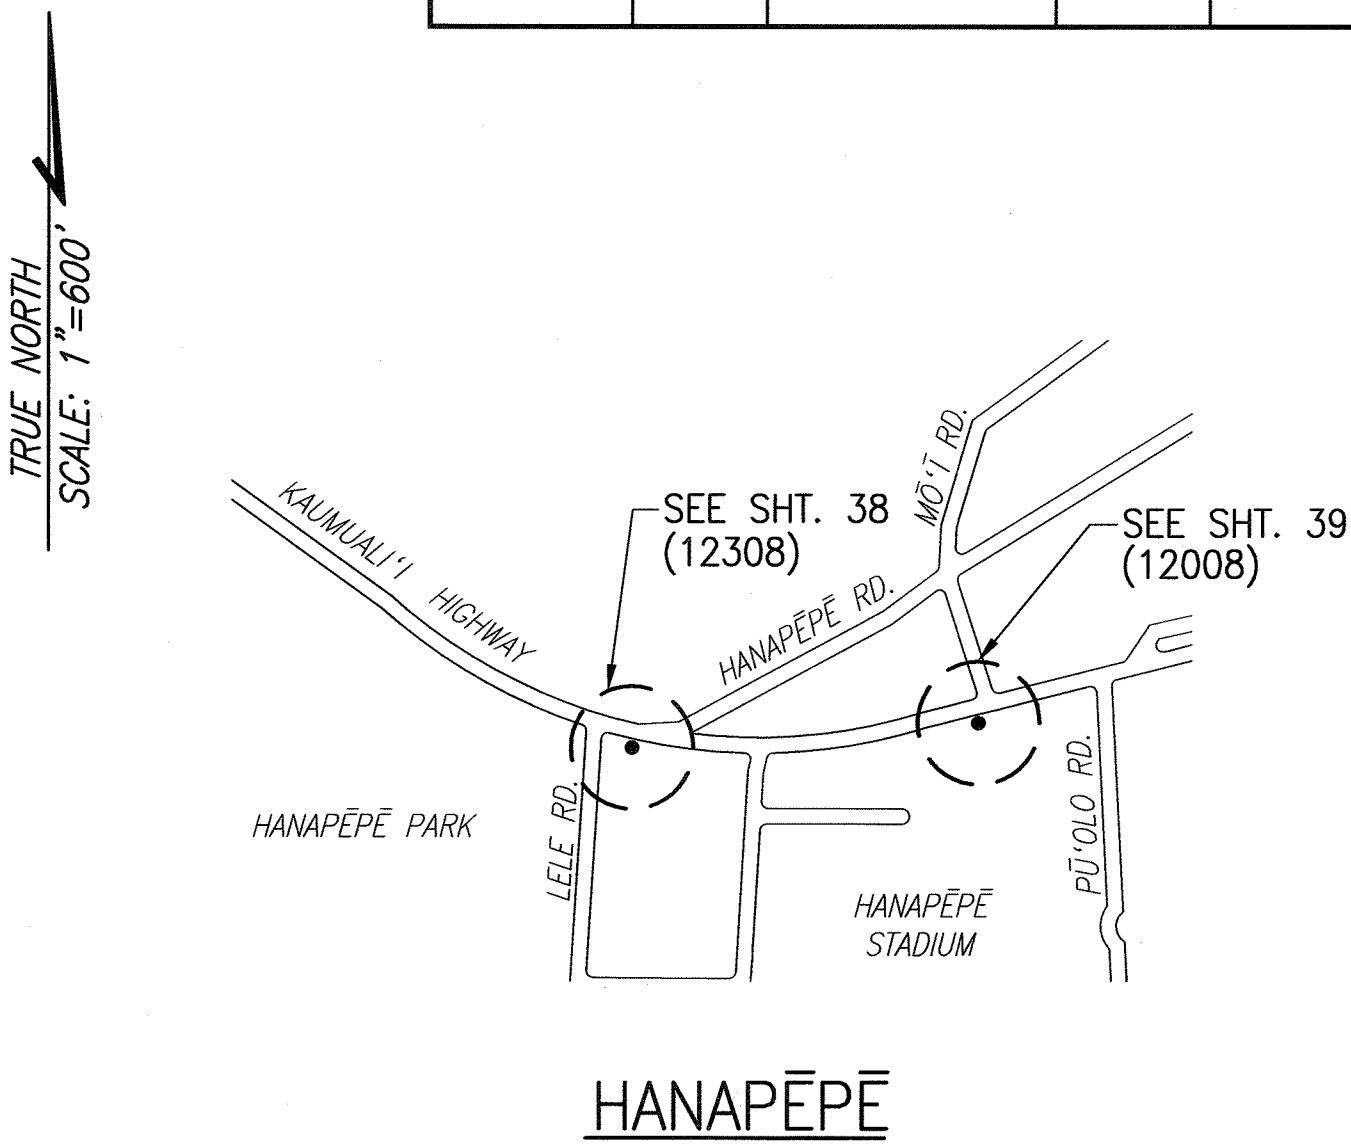 TRUE NORTH
SCALE: 1"=600'
KAUMUALI‘I HIGHWAY
SEE SHT. 38
(12308)
MŌ‘Ī RD.
SEE SHT. 39
(12008)
HANAPĒPĒ RD.
HANAPĒPĒ PARK
LELE RD.
HANAPĒPĒ
STADIUM
PŪ‘OLO RD.
HANAPĒPĒ